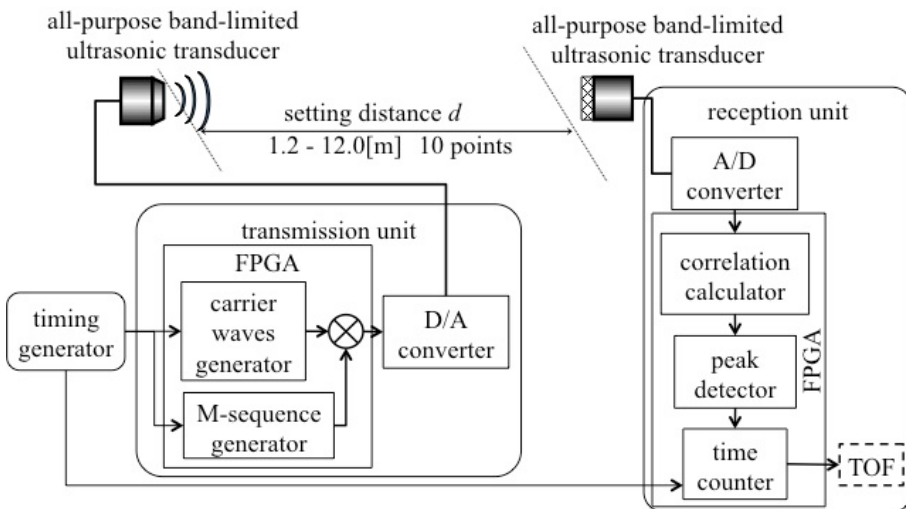 all-purpose band-limited
ultrasonic transducer
all-purpose band-limited
ultrasonic transducer
setting distance d
1.2 - 12.0[m] 10 points
reception unit
A/D
converter
transmission unit
FPGA
correlation
calculator
timing
generator
carrier
waves
generator
D/A
converter
peak
detector
FPGA
M-sequence
generator
time
counter
TOF